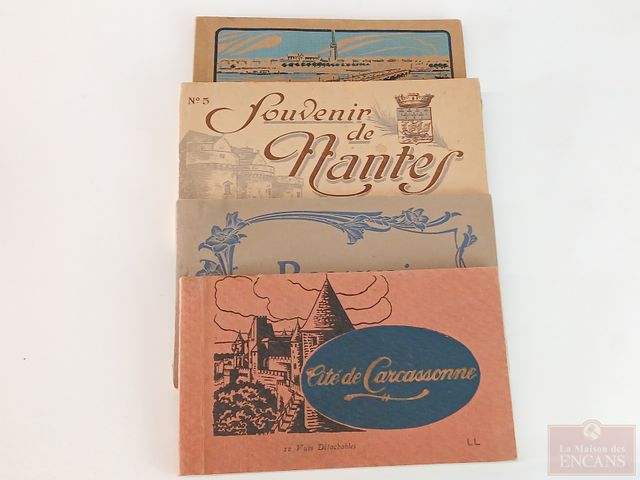 N° 5
Souvenir
de
Nantes
Cité de Carcassonne
12 Vues Détachables
LL
La Maison des
ENCANS